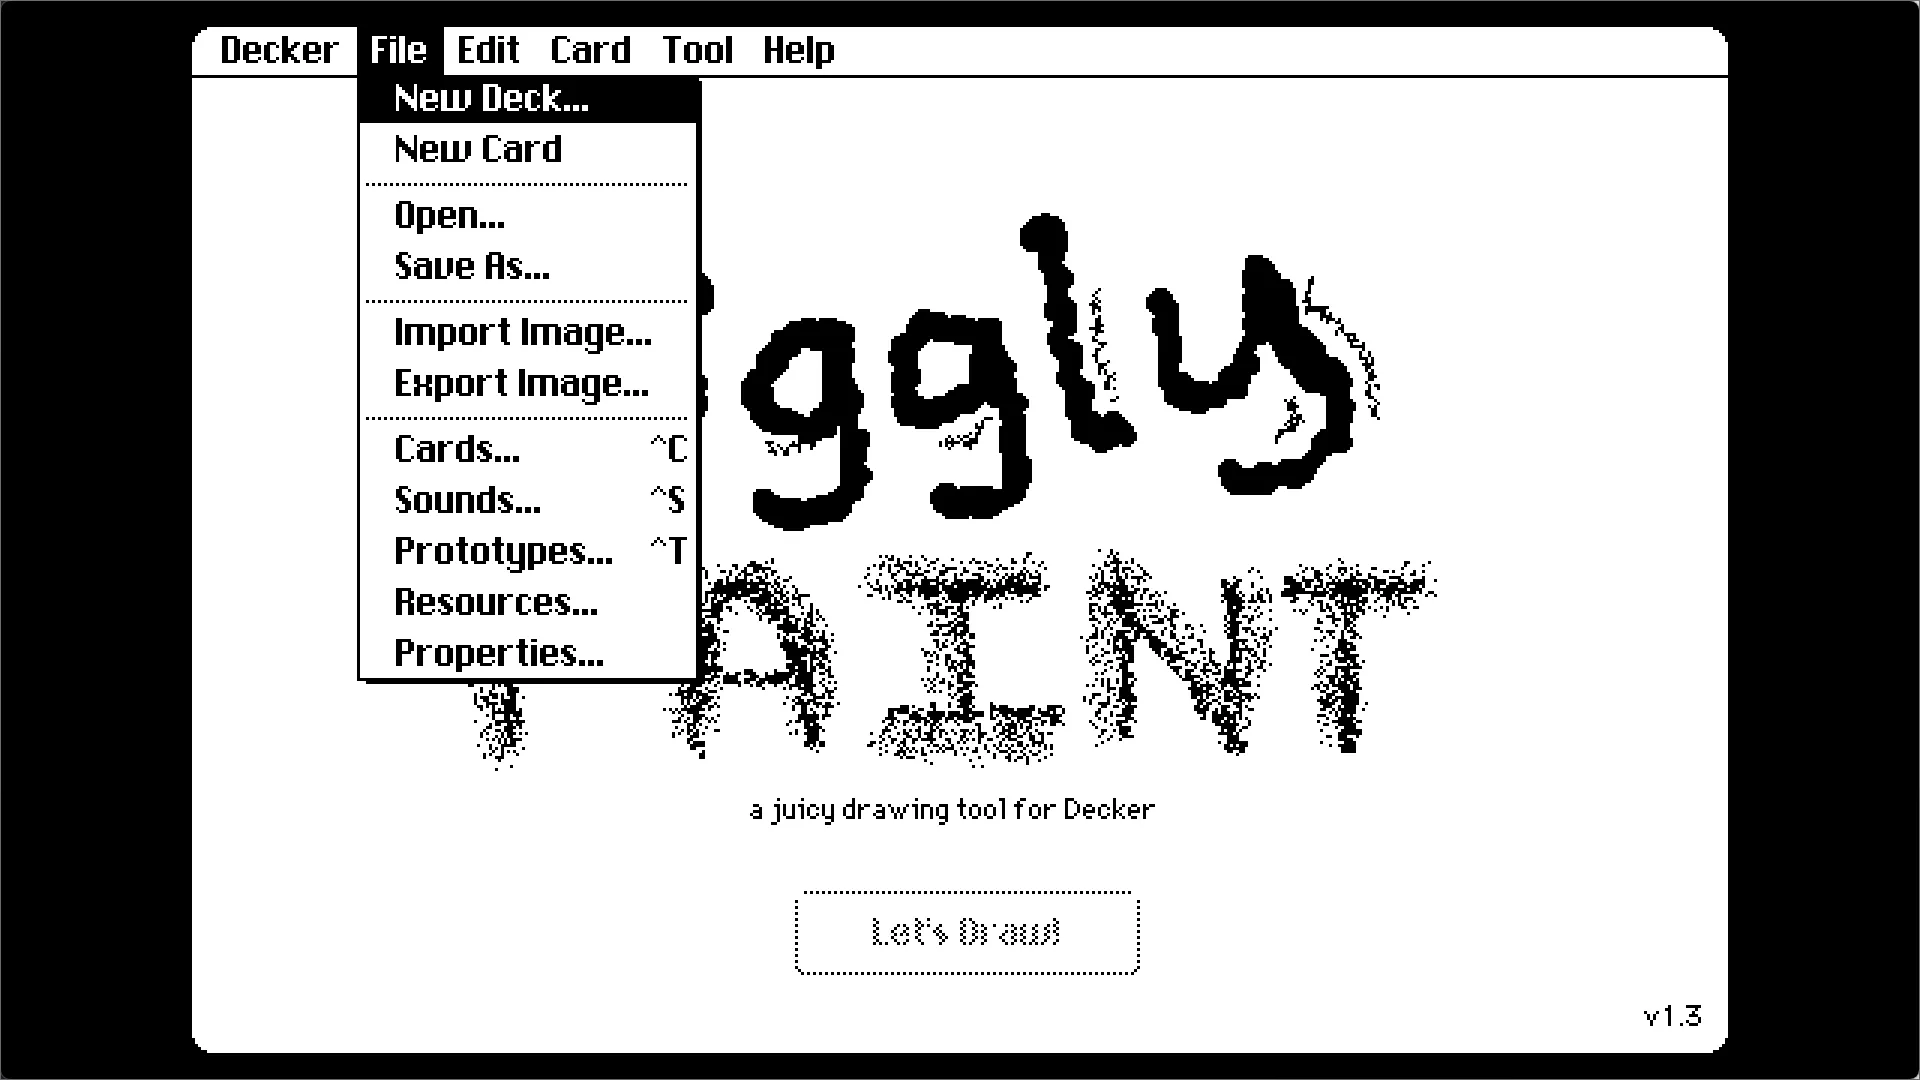 Decker File Edit Card Tool Help
New Deck...
New Card
Open...
Save As...
Import Image...
Export Image...
Cards... ^C
Sounds... ^S
Prototypes... ^T
Resources...
Properties...
ggly
AINT
a juicy drawing tool for Decker
Let's Draw!
v1.3